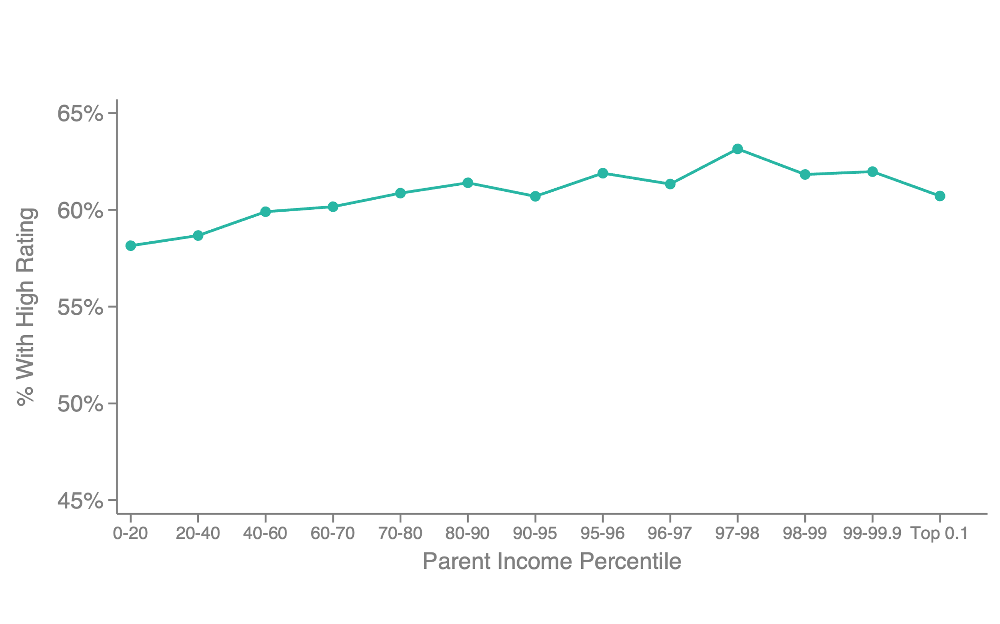 65%
60%
55%
50%
45%
% With High Rating
0-20 20-40 40-60 60-70 70-80 80-90 90-95 95-96 96-97 97-98 98-99 99-99.9 Top 0.1
Parent Income Percentile